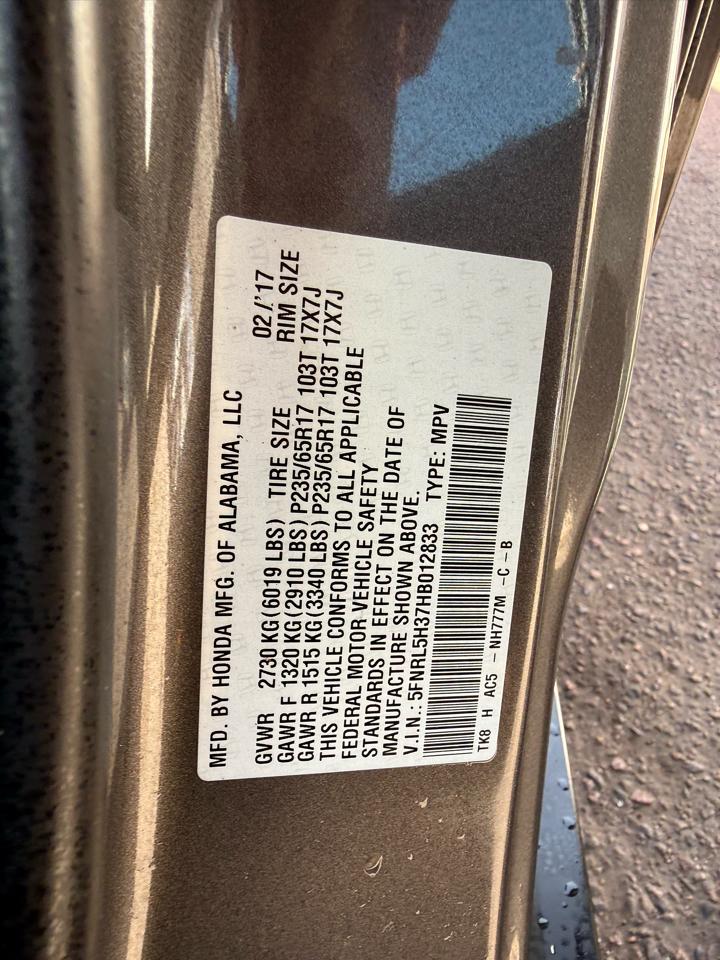 MFD. BY HONDA MFG. OF ALABAMA, LLC
02/'17
GVWR 2730 KG(6019 LBS) TIRE SIZE RIM SIZE
GAWR F 1320 KG(2910 LBS) P235/65R17 103T 17X7J
GAWR R 1515 KG(3340 LBS) P235/65R17 103T 17X7J
THIS VEHICLE CONFORMS TO ALL APPLICABLE
FEDERAL MOTOR VEHICLE SAFETY
STANDARDS IN EFFECT ON THE DATE OF
MANUFACTURE SHOWN ABOVE.
V.I.N.: 5FNRL5H37HB012833 TYPE: MPV
TK8 H AC5 - NH777M -C - B